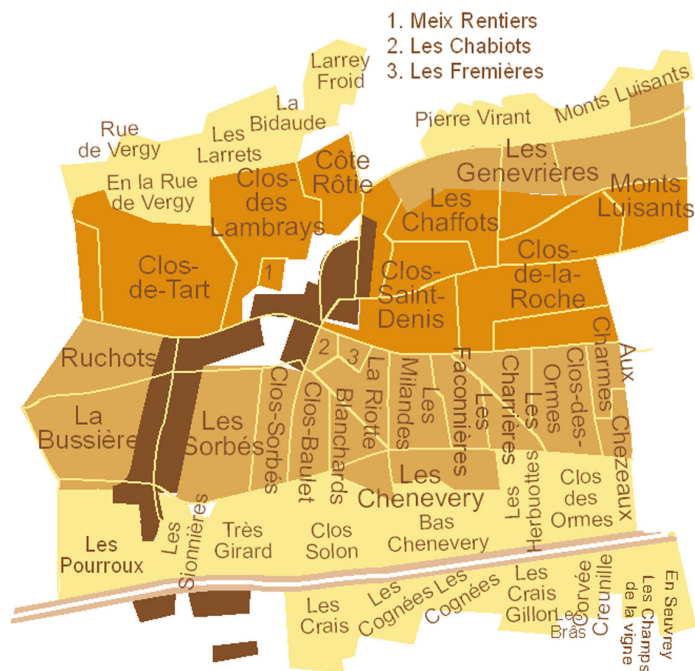 1. Meix Rentiers
2. Les Chabiots
3. Les Fremières
Larrey
Froid
La
Bidaude
Rue
de Vergy
Les
Larrets
En la Rue
de Vergy
Pierre Virant
Monts Luisants
Côte
Rôtie
Les
Genevrières
Clos-
des
Lambrays
Les
Chaffots
Monts
Luisants
Clos-
de-Tart
1
Clos-
Saint-
Denis
Clos-
de-la-
Roche
Ruchots
2
3
La Riotte
Milandes
Les
Faconnières
Les
Charrières
Les
Ormes
Clos-des-
Charmes
Aux
La
Bussière
Les
Sorbés
Clos-Sorbés
Clos-Baulet
Blanchards
Les
Chenevery
Les
Herbuottes
Clos
des
Ormes
Chezeaux
Les
Pourroux
Les
Sionnières
Très
Girard
Clos
Solon
Bas
Chenevery
Les
Crais
Les
Cognées
Les
Cognées
Les
Crais
Gillon
Les
Bras
Corvée
Creunille
En Seuvrey
Les Champs
de la vigne